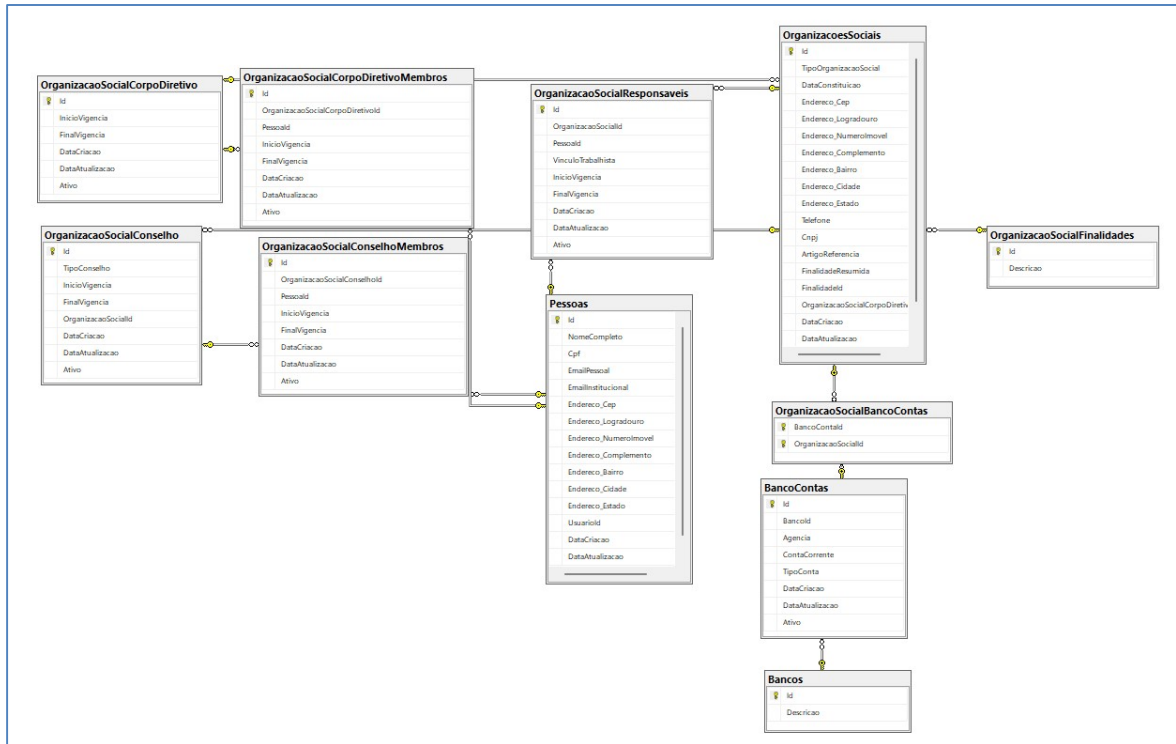 OrganizacaoSocialCorpoDiretivo
Id
InicioVigencia
FinalVigencia
DataCriacao
DataAtualizacao
Ativo
OrganizacaoSocialCorpoDiretivoMembros
Id
OrganizacaoSocialCorpoDiretivoId
PessoaId
InicioVigencia
FinalVigencia
DataCriacao
DataAtualizacao
Ativo
OrganizacaoSocialResponsaveis
Id
OrganizacaoSocialId
PessoaId
VinculoTrabalhista
InicioVigencia
FinalVigencia
DataCriacao
DataAtualizacao
Ativo
OrganizacoesSociais
Id
TipoOrganizacaoSocial
DataConstituicao
Endereco_Cep
Endereco_Logradouro
Endereco_NumeroImovel
Endereco_Complemento
Endereco_Bairro
Endereco_Cidade
Endereco_Estado
Telefone
Cnpj
ArtigoReferencia
FinalidadeResumida
FinalidadeId
OrganizacaoSocialCorpoDiretiv
DataCriacao
DataAtualizacao
OrganizacaoSocialFinalidades
Id
Descricao
OrganizacaoSocialConselho
Id
TipoConselho
InicioVigencia
FinalVigencia
OrganizacaoSocialId
DataCriacao
DataAtualizacao
Ativo
OrganizacaoSocialConselhoMembros
Id
OrganizacaoSocialConselhoId
PessoaId
InicioVigencia
FinalVigencia
DataCriacao
DataAtualizacao
Ativo
Pessoas
Id
NomeCompleto
Cpf
EmailPessoal
EmailInstitucional
Endereco_Cep
Endereco_Logradouro
Endereco_NumeroImovel
Endereco_Complemento
Endereco_Bairro
Endereco_Cidade
Endereco_Estado
UsuarioId
DataCriacao
DataAtualizacao
OrganizacaoSocialBancoContas
BancoContaId
OrganizacaoSocialId
BancoContas
Id
BancoId
Agencia
ContaCorrente
TipoConta
DataCriacao
DataAtualizacao
Ativo
Bancos
Id
Descricao